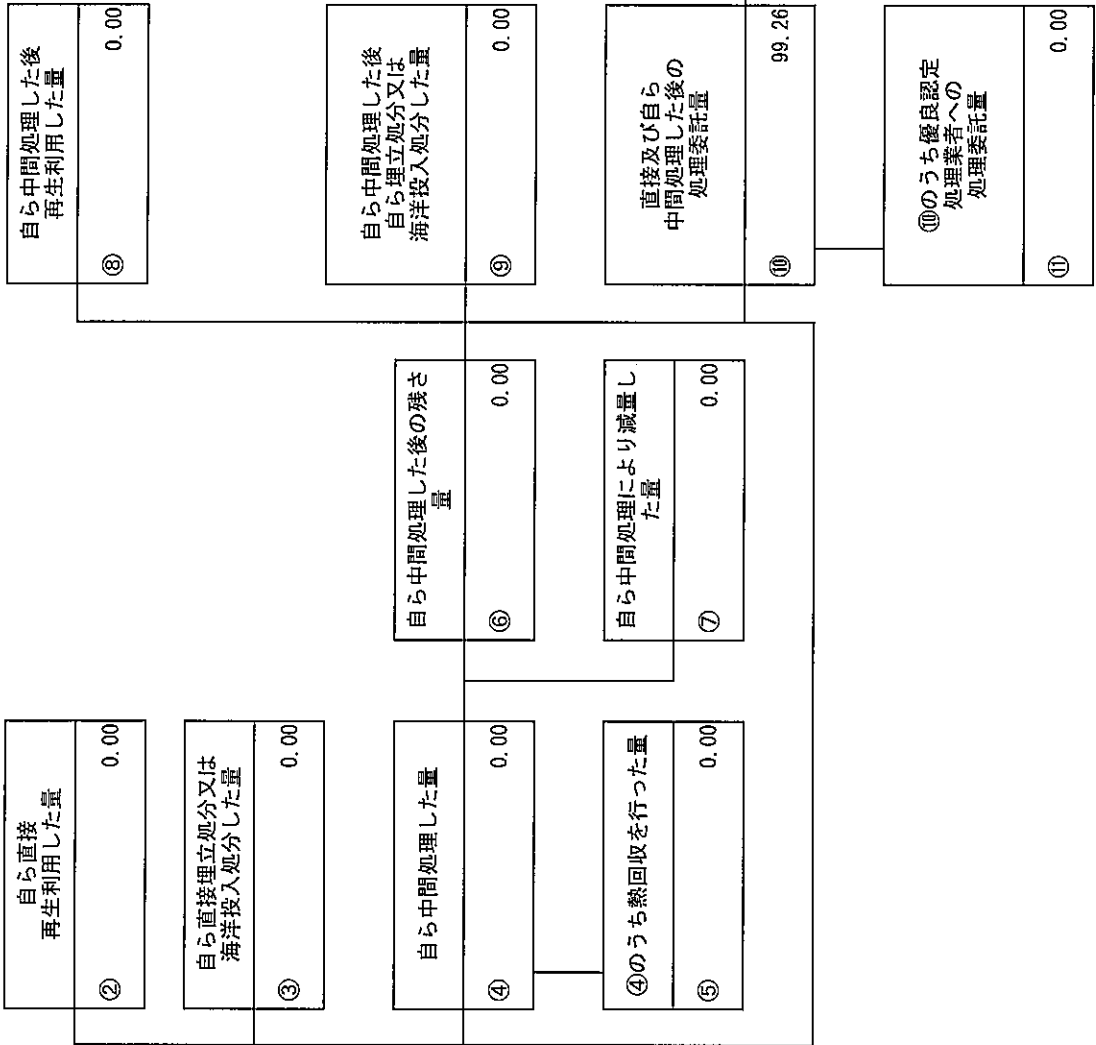 自ら直接
再生利用した量
② 0.00
自ら直接埋立処分又は
海洋投入処分した量
③ 0.00
自ら中間処理した量
④ 0.00
④のうち熱回収を行った量
⑤ 0.00
自ら中間処理した後の残さ
量
⑥ 0.00
自ら中間処理により減量し
た量
⑦ 0.00
自ら中間処理した後
再生利用した量
⑧ 0.00
自ら中間処理した後
自ら埋立処分又は
海洋投入処分した量
⑨ 0.00
直接及び自ら
中間処理した後の
処理委託量
⑩ 99.26
⑩のうち優良認定
処理業者への
処理委託量
⑪ 0.00